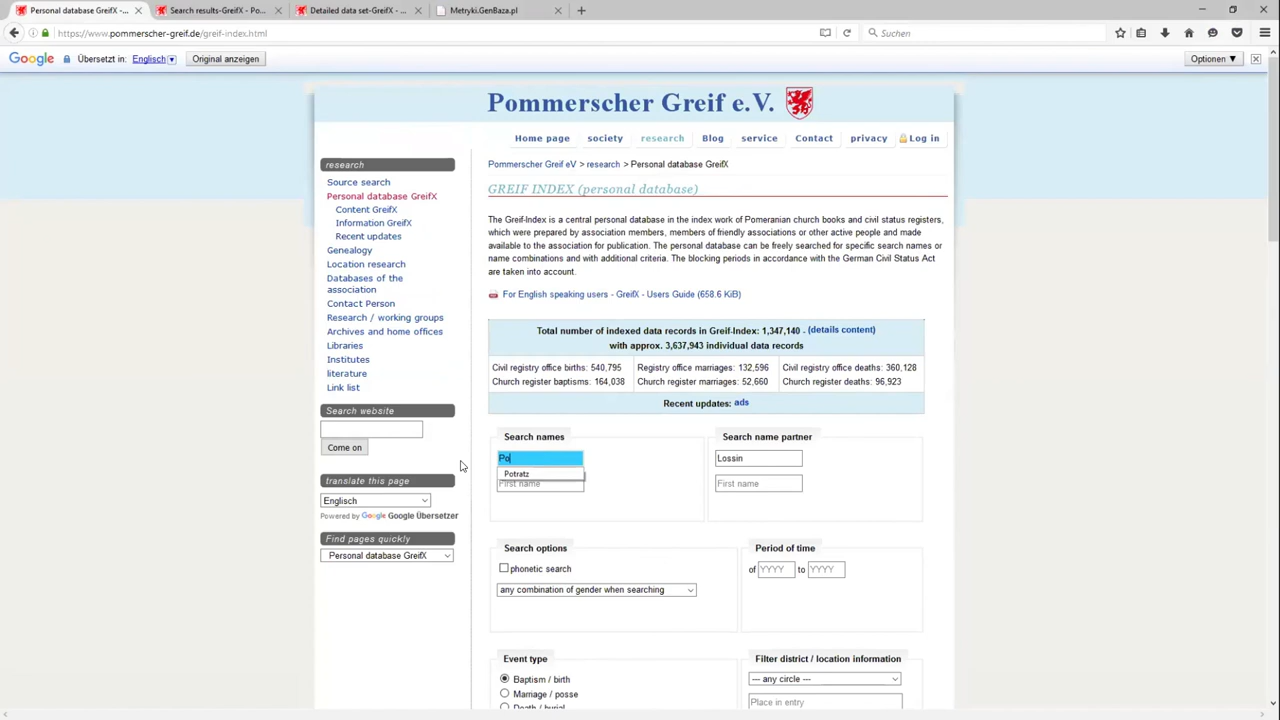 Personal database GreifX -...
Search results-GreifX - Po...
Detailed data set-GreifX - ...
Metryki.GenBaza.pl
https://www.pommerscher-greif.de/greif-index.html
Suchen
Google Übersetzt in: Englisch Original anzeigen
Optionen ▼
Pommerscher Greif e.V.
Home page society research Blog service Contact privacy Log in
research
Source search
Personal database GreifX
Content GreifX
Information GreifX
Recent updates
Genealogy
Location research
Databases of the
association
Contact Person
Research / working groups
Archives and home offices
Libraries
Institutes
literature
Link list
Search website
Come on
translate this page
Englisch
Powered by Google Google Übersetzer
Find pages quickly
Personal database GreifX
Pommerscher Greif eV > research > Personal database GreifX
GREIF INDEX (personal database)
The Greif-Index is a central personal database in the index work of Pomeranian church books and civil status registers,
which were prepared by association members, members of friendly associations or other active people and made
available to the association for publication. The personal database can be freely searched for specific search names or
name combinations and with additional criteria. The blocking periods in accordance with the German Civil Status Act
are taken into account.
For English speaking users - GreifX - Users Guide (658.6 KiB)
Total number of indexed data records in Greif-Index: 1,347,140 - (details content)
with approx. 3,637,943 individual data records
Civil registry office births: 540,795 Registry office marriages: 132,596 Civil registry office deaths: 360,128
Church register baptisms: 164,038 Church register marriages: 52,660 Church register deaths: 96,923
Recent updates: ads
Search names
Po
Potratz
First name
Search name partner
Lossin
First name
Search options
phonetic search
any combination of gender when searching
Period of time
of YYYY to YYYY
Event type
Baptism / birth
Marriage / posse
Death / burial
Filter district / location information
--- any circle ---
Place in entry